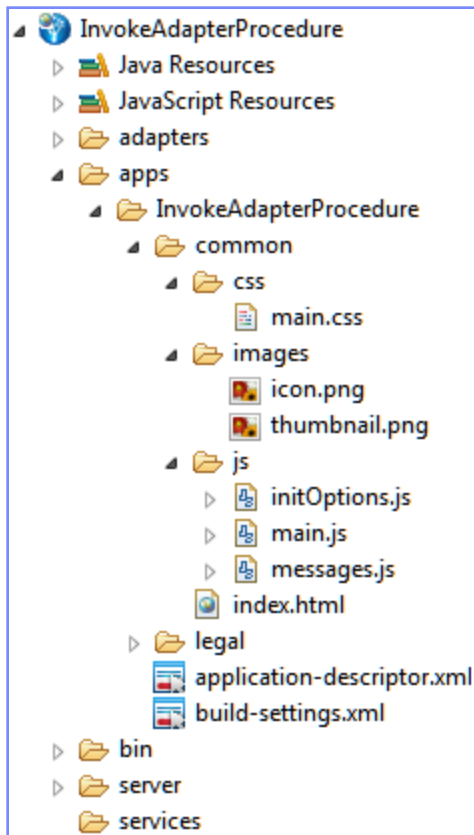 InvokeAdapterProcedure
Java Resources
JavaScript Resources
adapters
apps
InvokeAdapterProcedure
common
css
main.css
images
icon.png
thumbnail.png
js
initOptions.js
main.js
messages.js
index.html
legal
application-descriptor.xml
build-settings.xml
bin
server
services